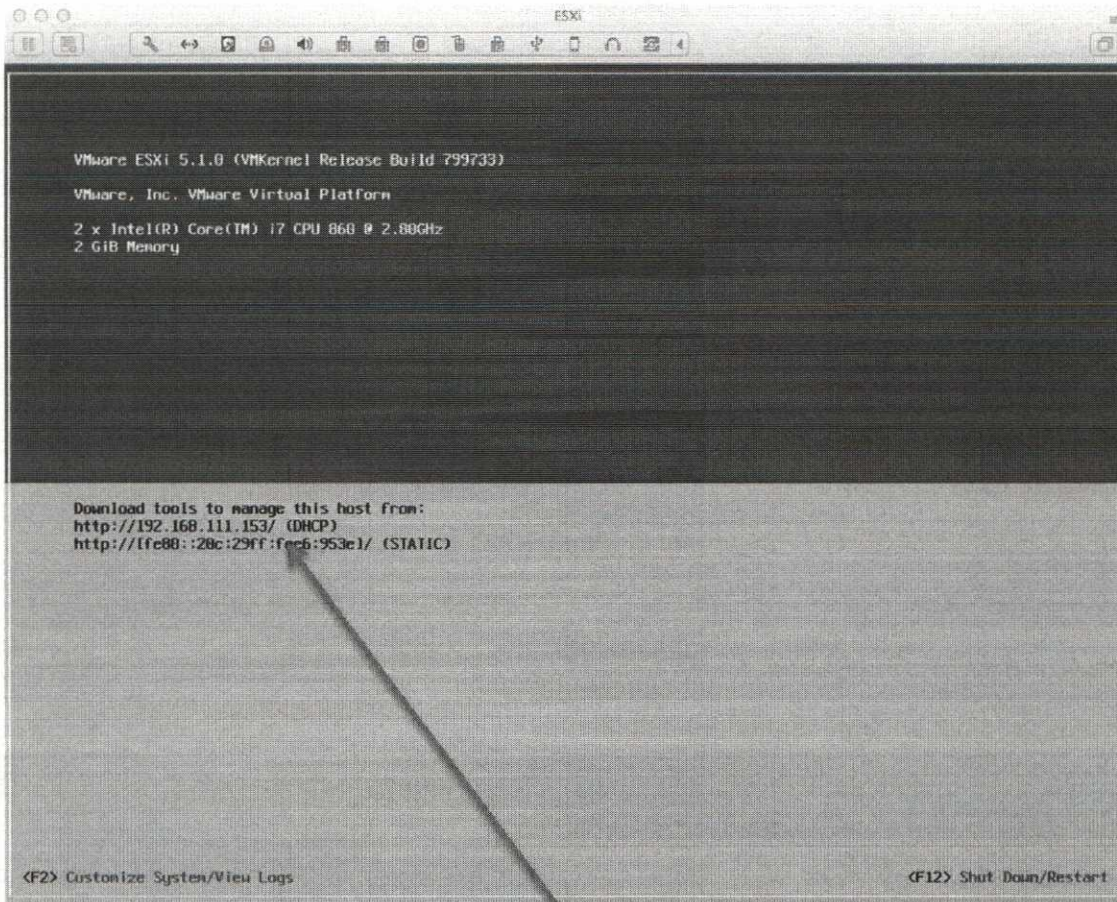 ESXi
VMware ESXi 5.1.0 (VMKernel Release Build 799733)
VMware, Inc. VMware Virtual Platform
2 x Intel(R) Core(TM) i7 CPU 860 @ 2.80GHz
2 GiB Memory
Download tools to manage this host from:
http://192.168.111.153/ (DHCP)
http://[fe80::20c:29ff:fec6:953e]/ (STATIC)
<F2> Customize System/View Logs
<F12> Shut Down/Restart